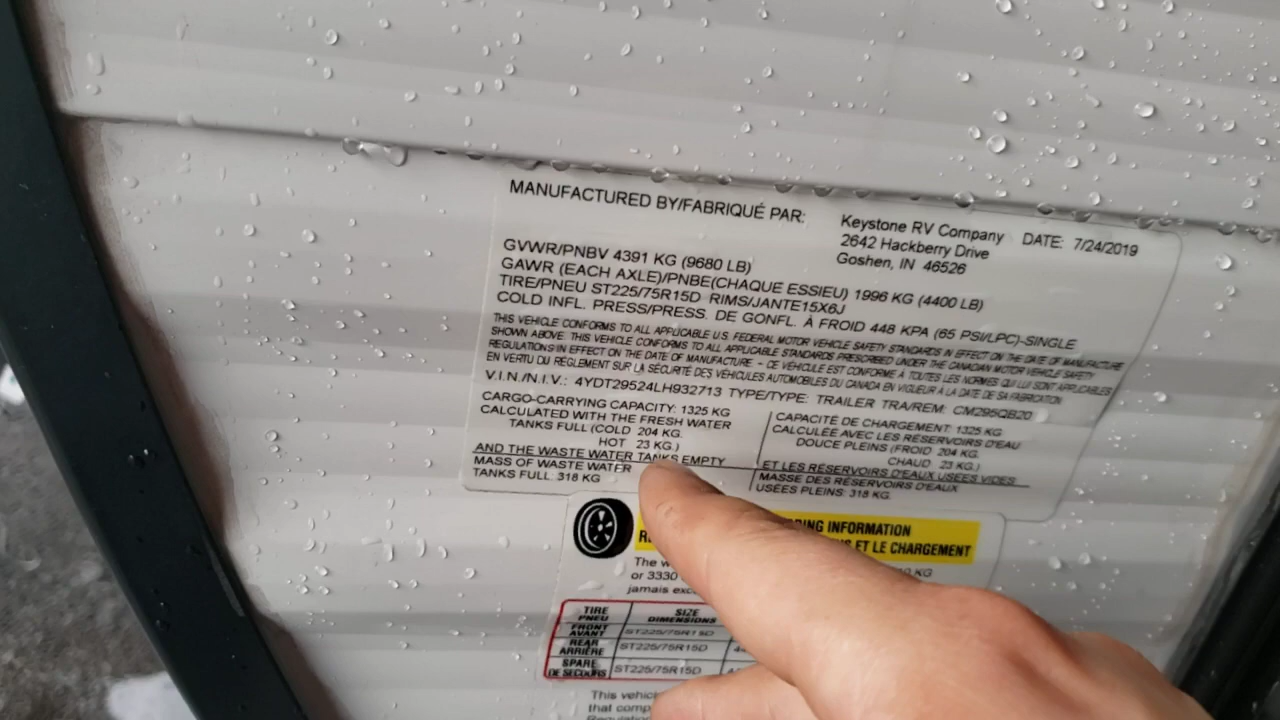 MANUFACTURED BY/FABRIQUÉ PAR:
Keystone RV Company DATE: 7/24/2019
2642 Hackberry Drive
Goshen, IN 46526
GVWR/PNBV 4391 KG (9680 LB)
GAWR (EACH AXLE)/PNBE(CHAQUE ESSIEU) 1996 KG (4400 LB)
TIRE/PNEU ST225/75R15D RIMS/JANTE15X6J
COLD INFL. PRESS/PRESS. DE GONFL. À FROID 448 KPA (65 PSI/LPC)-SINGLE
THIS VEHICLE CONFORMS TO ALL APPLICABLE U.S. FEDERAL MOTOR VEHICLE SAFETY STANDARDS IN EFFECT ON THE DATE OF MANUFACTURE
SHOWN ABOVE. THIS VEHICLE CONFORMS TO ALL APPLICABLE STANDARDS PRESCRIBED UNDER THE CANADIAN MOTOR VEHICLE SAFETY
REGULATIONS IN EFFECT ON THE DATE OF MANUFACTURE - CE VÉHICULE EST CONFORME À TOUTES LES NORMES QUI LUI SONT APPLICABLES
EN VERTU DU RÈGLEMENT SUR LA SÉCURITÉ DES VÉHICULES AUTOMOBILES DU CANADA EN VIGUEUR À LA DATE DE SA FABRICATION
V.I.N./N.I.V.: 4YDT29524LH932713 TYPE/TYPE: TRAILER TRA/REM: CM295QB20
CARGO-CARRYING CAPACITY: 1325 KG
CALCULATED WITH THE FRESH WATER
TANKS FULL (COLD 204 KG.
HOT 23 KG.)
AND THE WASTE WATER TANKS EMPTY
MASS OF WASTE WATER
TANKS FULL: 318 KG
CAPACITÉ DE CHARGEMENT: 1325 KG
CALCULÉE AVEC LES RÉSERVOIRS D'EAU
DOUCE PLEINS (FROID 204 KG.
CHAUD 23 KG.)
ET LES RÉSERVOIRS D'EAUX USÉES VIDES
MASSE DES RÉSERVOIRS D'EAUX
USÉES PLEINS: 318 KG.
INFORMATION
ET LE CHARGEMENT
The KG
or 3330
jamais
TIRE SIZE
PNEU DIMENSIONS
FRONT
AVANT ST225/75R15D
REAR
ARRIÈRE ST225/75R15D
SPARE
DE SECOURS ST225/75R15D
This
that